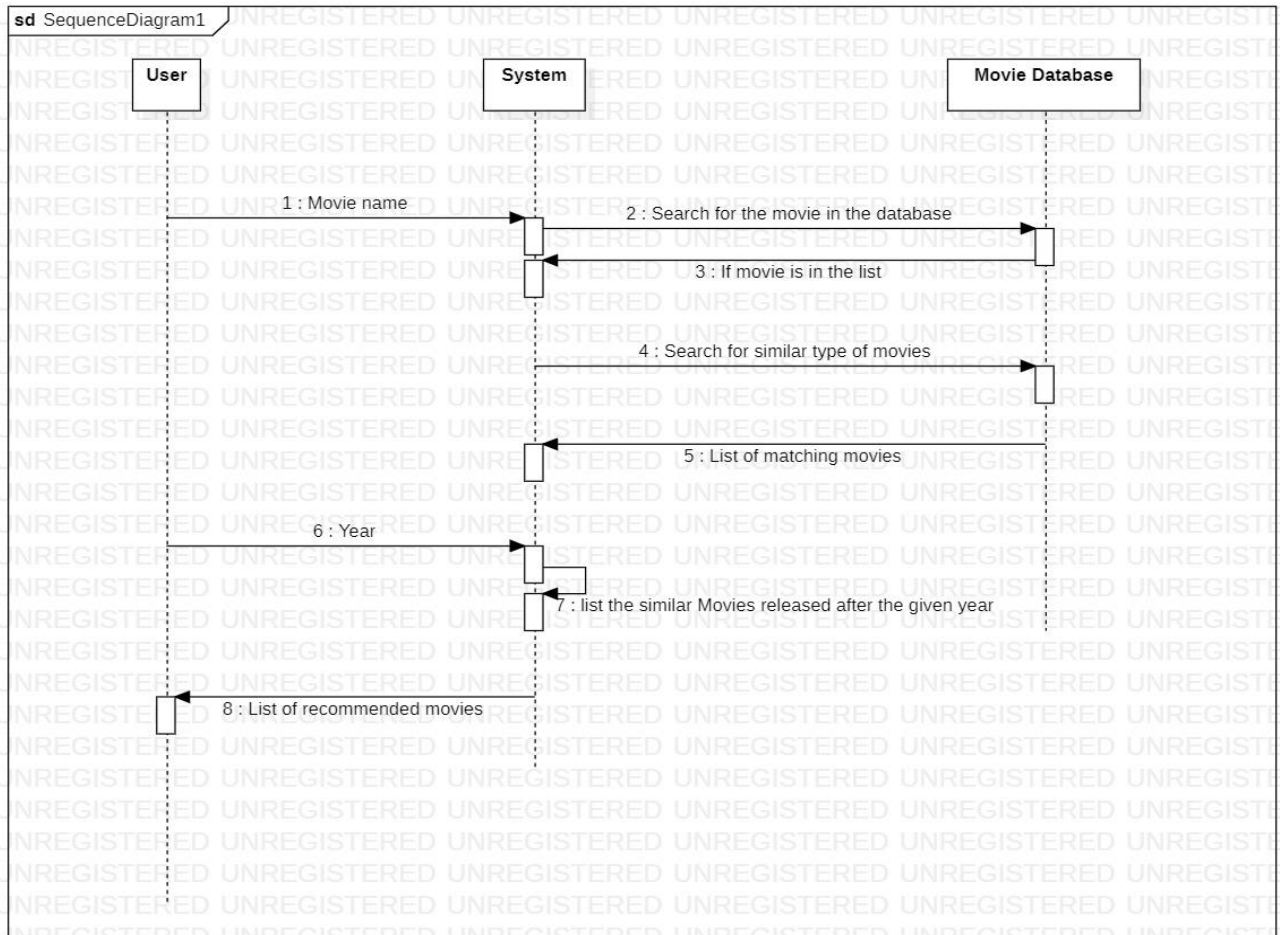 sd SequenceDiagram1
User
System
Movie Database
1 : Movie name
2 : Search for the movie in the database
3 : If movie is in the list
4 : Search for similar type of movies
5 : List of matching movies
6 : Year
7 : list the similar Movies released after the given year
8 : List of recommended movies
UNREGISTERED